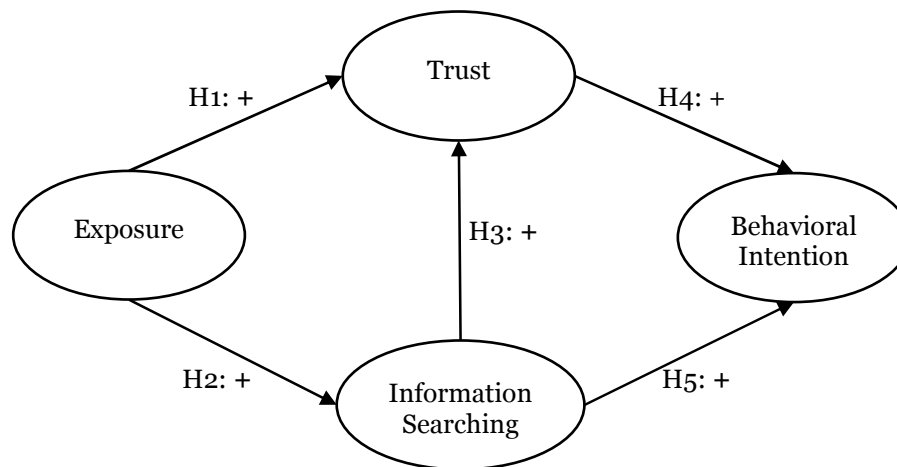 Trust
H1: +
H4: +
Exposure
H3: +
Behavioral
Intention
H2: +
Information
Searching
H5: +